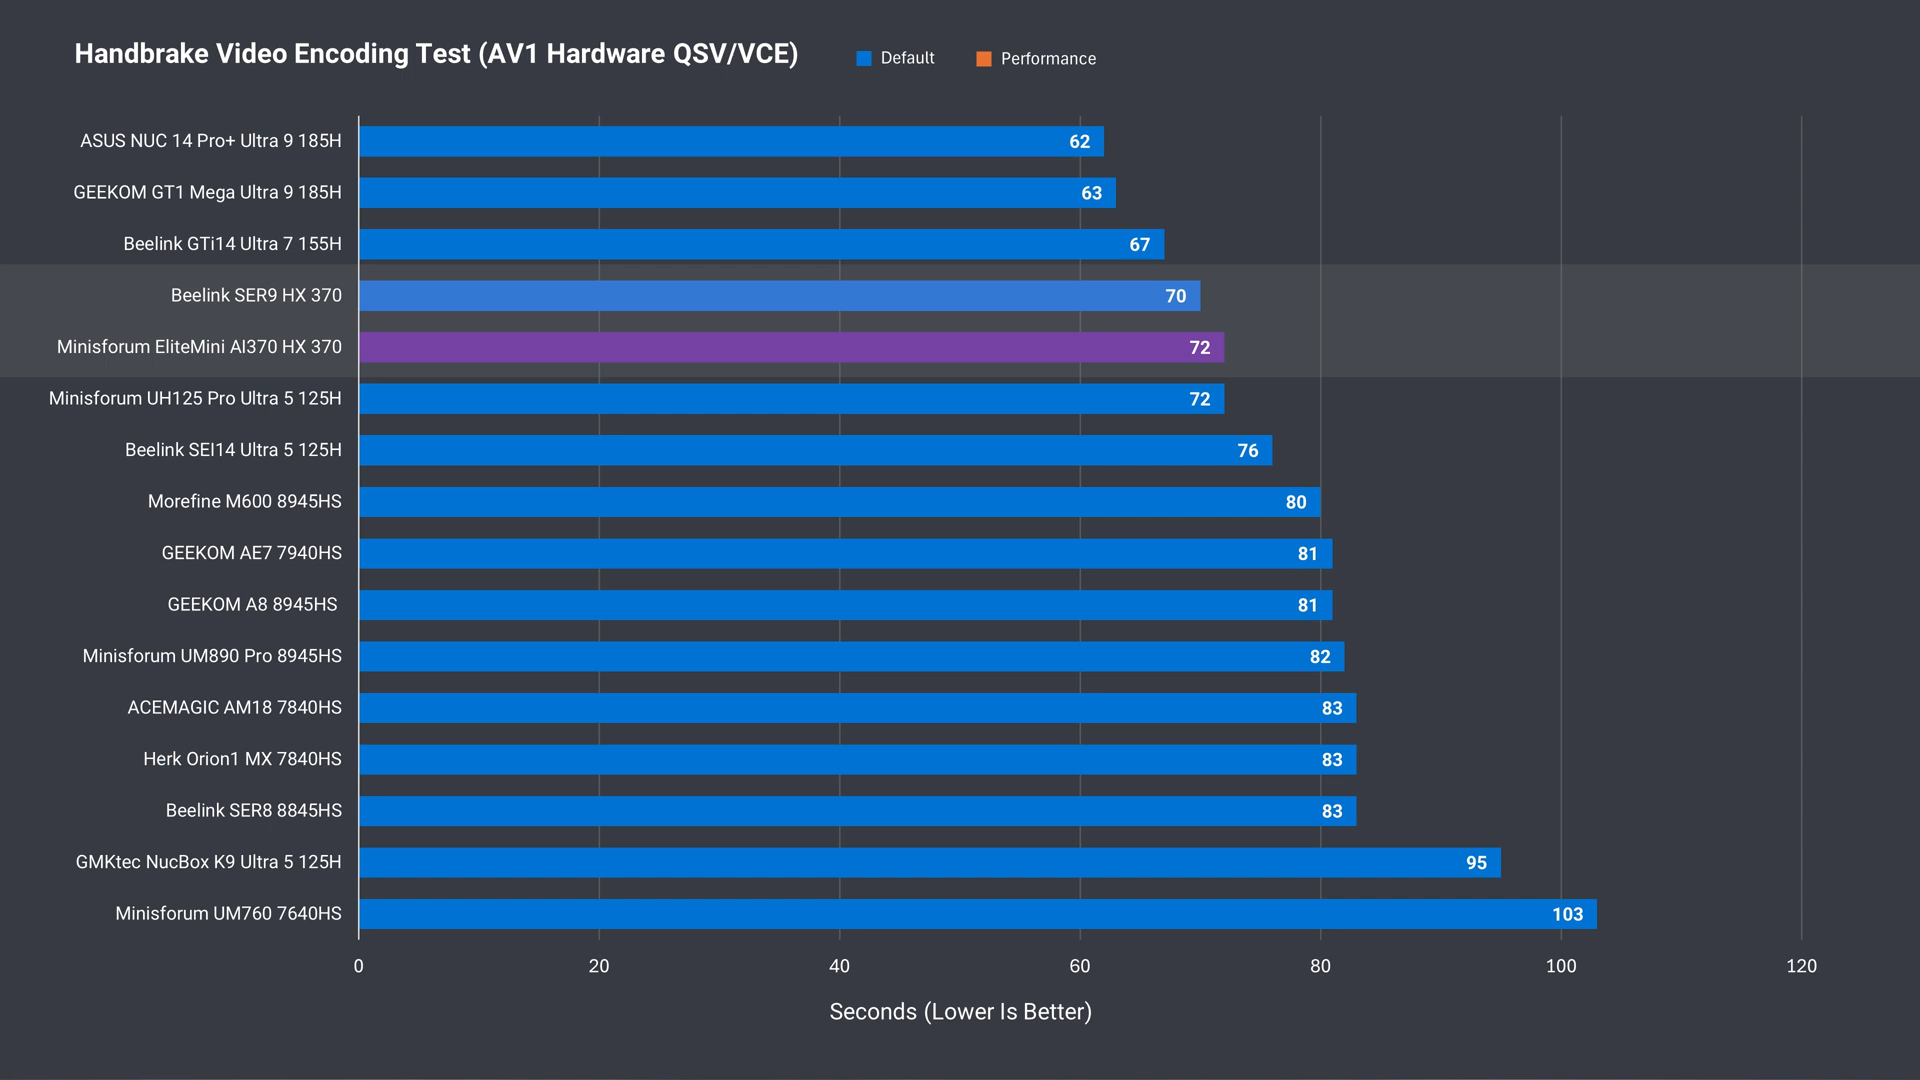 Handbrake Video Encoding Test (AV1 Hardware QSV/VCE)
Default
Performance
ASUS NUC 14 Pro+ Ultra 9 185H 62
GEEKOM GT1 Mega Ultra 9 185H 63
Beelink GTi14 Ultra 7 155H 67
Beelink SER9 HX 370 70
Minisforum EliteMini AI370 HX 370 72
Minisforum UH125 Pro Ultra 5 125H 72
Beelink SEI14 Ultra 5 125H 76
Morefine M600 8945HS 80
GEEKOM AE7 7940HS 81
GEEKOM A8 8945HS 81
Minisforum UM890 Pro 8945HS 82
ACEMAGIC AM18 7840HS 83
Herk Orion1 MX 7840HS 83
Beelink SER8 8845HS 83
GMKtec NucBox K9 Ultra 5 125H 95
Minisforum UM760 7640HS 103
0 20 40 60 80 100 120
Seconds (Lower Is Better)